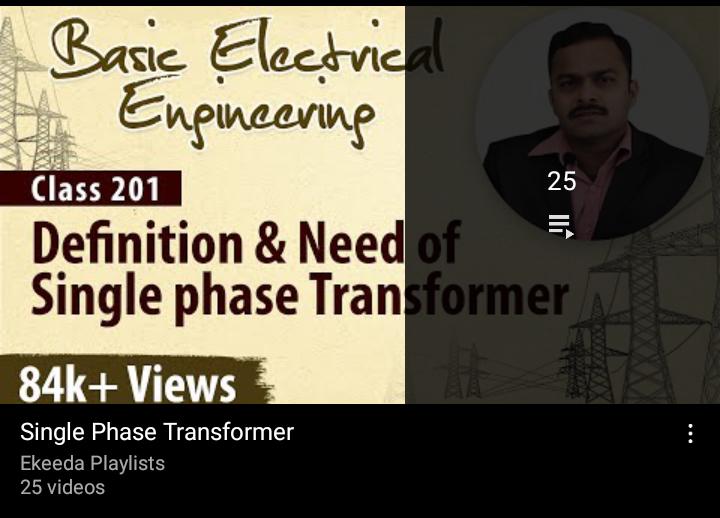 Basic Electrical
Engineering
Class 201
25
Definition & Need of
Single phase Transformer
84k+ Views
Single Phase Transformer
Ekeeda Playlists
25 videos